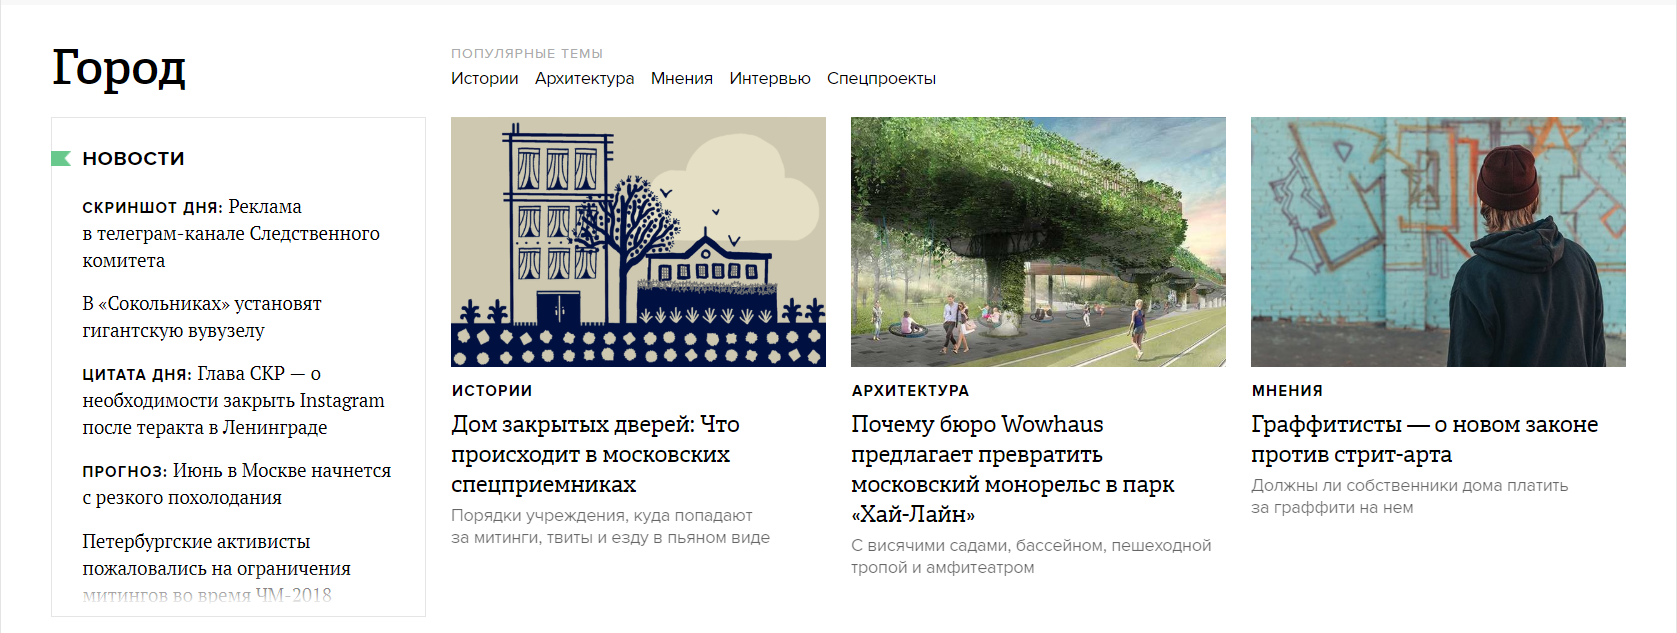 Город
ПОПУЛЯРНЫЕ ТЕМЫ
Истории Архитектура Мнения Интервью Спецпроекты
НОВОСТИ
СКРИНШОТ ДНЯ: Реклама
в телеграм-канале Следственного
комитета
В «Сокольниках» установят
гигантскую вувузелу
ЦИТАТА ДНЯ: Глава СКР — о
необходимости закрыть Instagram
после теракта в Ленинграде
ПРОГНОЗ: Июнь в Москве начнется
с резкого похолодания
Петербургские активисты
пожаловались на ограничения
митингов во время ЧМ-2018
ИСТОРИИ
Дом закрытых дверей: Что
происходит в московских
спецприемниках
Порядки учреждения, куда попадают
за митинги, твиты и езду в пьяном виде
АРХИТЕКТУРА
Почему бюро Wowhaus
предлагает превратить
московский монорельс в парк
«Хай-Лайн»
С висячими садами, бассейном, пешеходной
тропой и амфитеатром
МНЕНИЯ
Граффитисты — о новом законе
против стрит-арта
Должны ли собственники дома платить
за граффити на нем